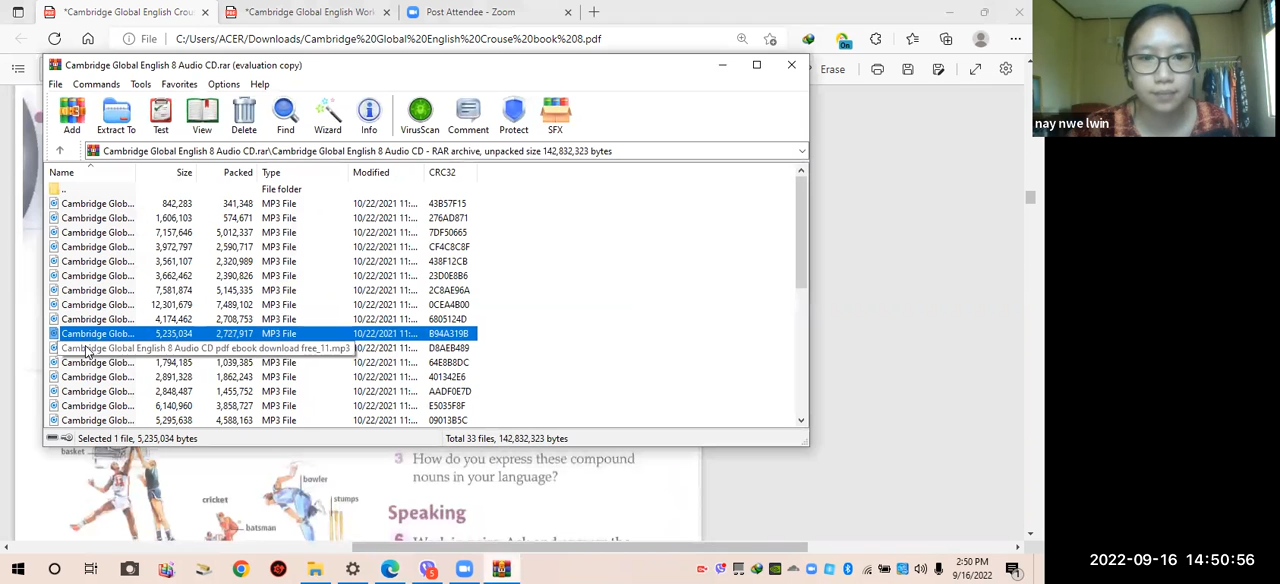 *Cambridge Global English Crou
*Cambridge Global English Work
Post Attendee - Zoom
File
C:/Users/ACER/Downloads/Cambridge%20Global%20English%20Crouse%20book%208.pdf
On
Erase
Cambridge Global English 8 Audio CD.rar (evaluation copy)
File Commands Tools Favorites Options Help
Add Extract To Test View Delete Find Wizard Info VirusScan Comment Protect SFX
Cambridge Global English 8 Audio CD.rar\Cambridge Global English 8 Audio CD - RAR archive, unpacked size 142,832,323 bytes
Name Size Packed Type Modified CRC32
.. File folder
Cambridge Glob... 842,283 341,348 MP3 File 10/22/2021 11:... 43B57F15
Cambridge Glob... 1,606,103 574,671 MP3 File 10/22/2021 11:... 276AD871
Cambridge Glob... 7,157,646 5,012,337 MP3 File 10/22/2021 11:... 7DF50665
Cambridge Glob... 3,972,797 2,590,717 MP3 File 10/22/2021 11:... CF4C8C8F
Cambridge Glob... 3,561,107 2,320,989 MP3 File 10/22/2021 11:... 438F12CB
Cambridge Glob... 3,662,462 2,390,826 MP3 File 10/22/2021 11:... 23D0E8B6
Cambridge Glob... 7,581,874 5,145,335 MP3 File 10/22/2021 11:... 2C8AE96A
Cambridge Glob... 12,301,679 7,489,102 MP3 File 10/22/2021 11:... 0CEA4B00
Cambridge Glob... 4,174,462 2,708,753 MP3 File 10/22/2021 11:... 6805124D
Cambridge Glob... 5,235,034 2,727,917 MP3 File 10/22/2021 11:... B94A319B
Cambridge Global English 8 Audio CD pdf ebook download free_11.mp3 10/22/2021 11:... D8AEB489
Cambridge Glob... 1,794,185 1,039,385 MP3 File 10/22/2021 11:... 64E8B8DC
Cambridge Glob... 2,891,328 1,862,243 MP3 File 10/22/2021 11:... 401342E6
Cambridge Glob... 2,848,487 1,455,752 MP3 File 10/22/2021 11:... AADF0E7D
Cambridge Glob... 6,140,960 3,858,727 MP3 File 10/22/2021 11:... E5035F8F
Cambridge Glob... 5,295,638 4,588,163 MP3 File 10/22/2021 11:... 09013B5C
Selected 1 file, 5,235,034 bytes
Total 33 files, 142,832,323 bytes
basket
bowler
cricket
stumps
batsman
3 How do you express these compound
nouns in your language?
Speaking
nay nwe lwin
2:50 PM
9/16/2022
2022-09-16 14:50:56